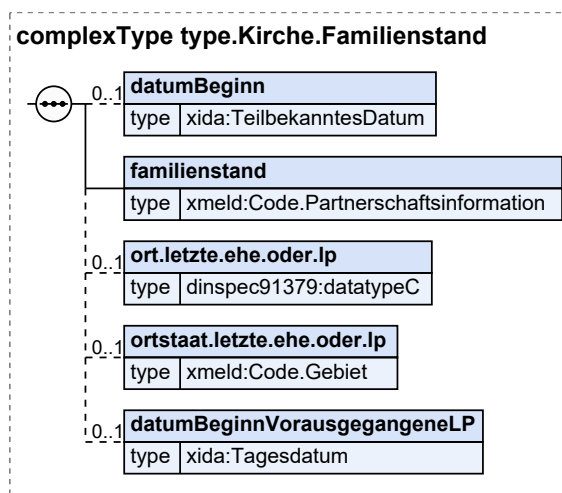 complexType type.Kirche.Familienstand
0..1 datumBeginn
type xida:TeilbekanntesDatum
familienstand
type xmeld:Code.Partnerschaftsinformation
0..1 ort.letzte.ehe.oder.lp
type dinspec91379:datatypeC
0..1 ortstaat.letzte.ehe.oder.lp
type xmeld:Code.Gebiet
0..1 datumBeginnVorausgegangeneLP
type xida:Tagesdatum